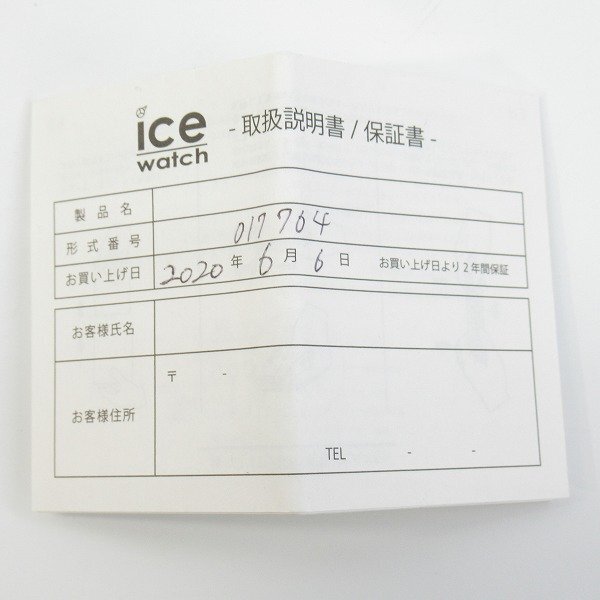 ice
watch
- 取扱説明書 / 保証書 -
製品名
形式番号 017764
お買い上げ日 2020年 6月 6日 お買い上げ日より2年間保証
お客様氏名
お客様住所 〒 -
TEL - -